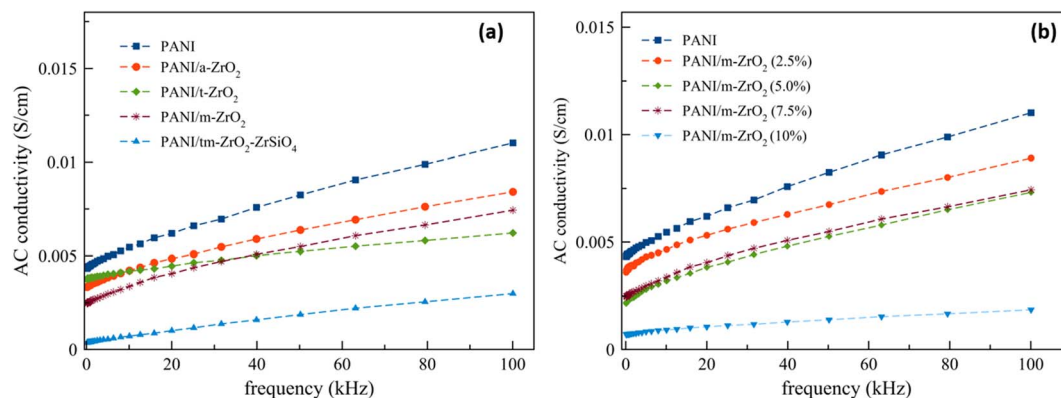 (a)
PANI
PANI/a-ZrO₂
PANI/t-ZrO₂
PANI/m-ZrO₂
PANI/tm-ZrO₂-ZrSiO₄
AC conductivity (S/cm)
0.015
0.01
0.005
0
0
20
40
60
80
100
frequency (kHz)
(b)
PANI
PANI/m-ZrO₂ (2.5%)
PANI/m-ZrO₂ (5.0%)
PANI/m-ZrO₂ (7.5%)
PANI/m-ZrO₂ (10%)
AC conductivity (S/cm)
0.015
0.01
0.005
0
0
20
40
60
80
100
frequency (kHz)